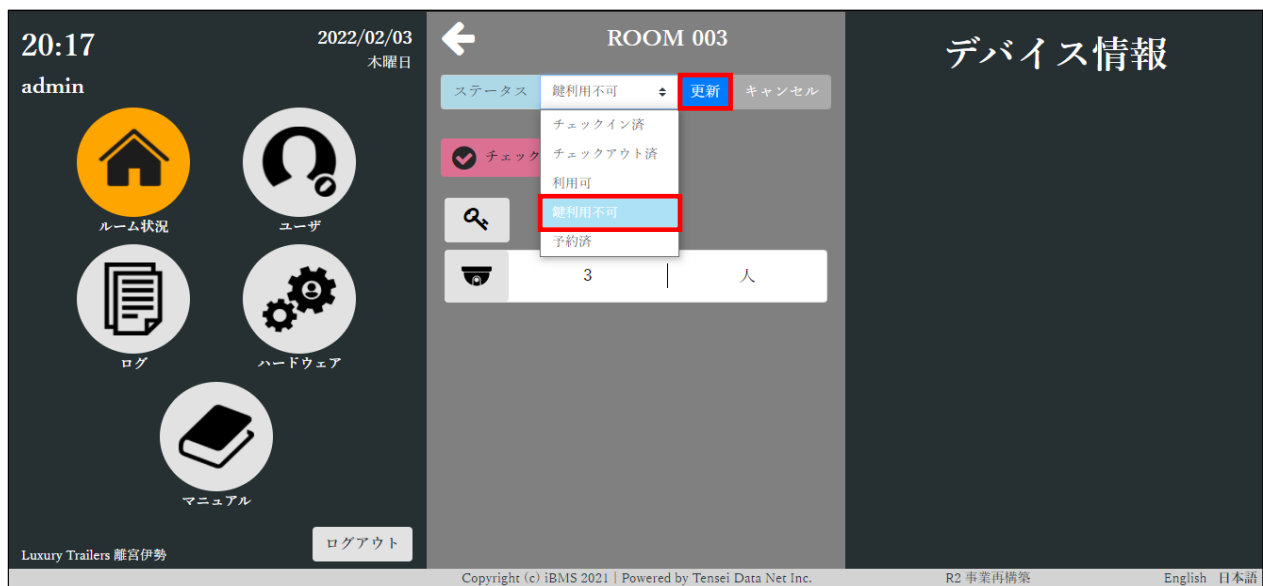 20:17
2022/02/03
木曜日
admin
ルーム状況
ユーザ
ログ
ハードウェア
マニュアル
Luxury Trailers 離宮伊勢
ログアウト
ROOM 003
ステータス
鍵利用不可
更新
キャンセル
チェックイン済
チェックアウト済
利用可
鍵利用不可
予約済
チェック
3
人
デバイス情報
Copyright (c) iBMS 2021 | Powered by Tensei Data Net Inc.
R2 事業再構築
English 日本語